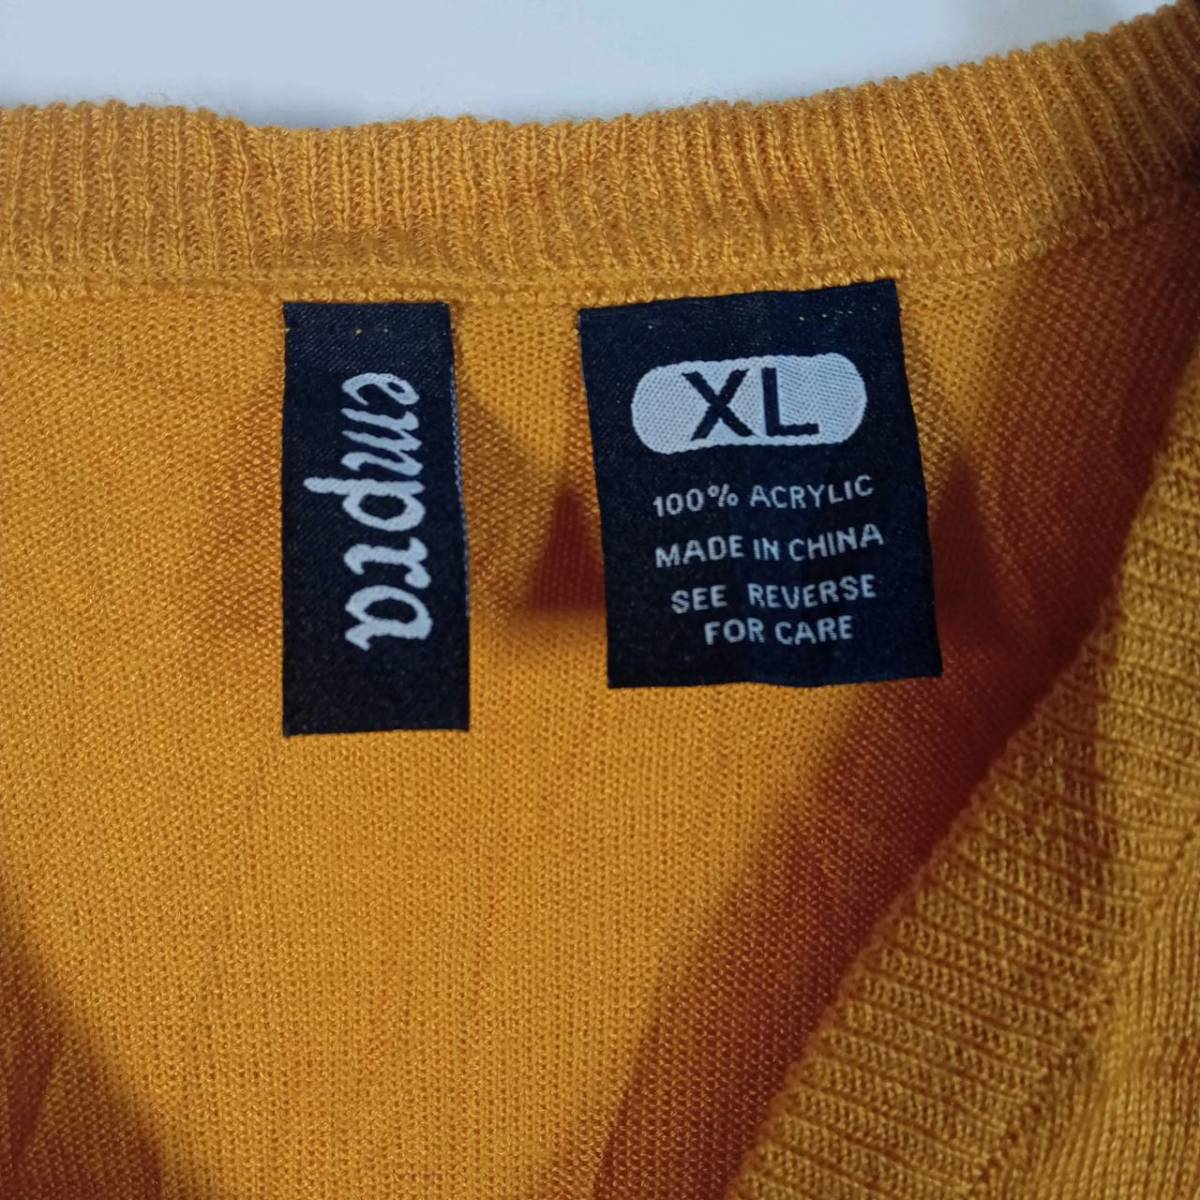 empra
XL
100% ACRYLIC
MADE IN CHINA
SEE REVERSE
FOR CARE